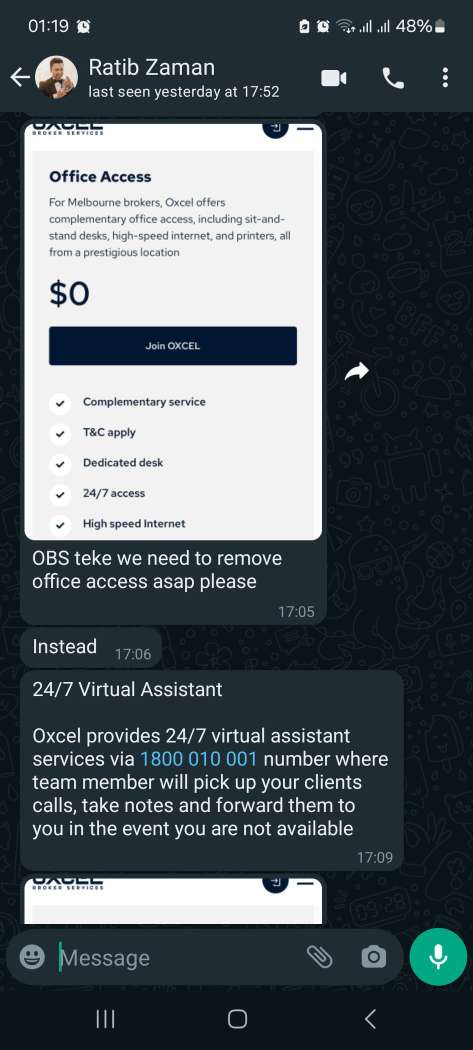 01:19
48%
Ratib Zaman
last seen yesterday at 17:52
BROKER SERVICES
Office Access
For Melbourne brokers, Oxcel offers
complementary office access, including sit-and-
stand desks, high-speed internet, and printers, all
from a prestigious location
$0
Join OXCEL
Complementary service
T&C apply
Dedicated desk
24/7 access
High speed Internet
OBS teke we need to remove
office access asap please
17:05
Instead
17:06
24/7 Virtual Assistant
Oxcel provides 24/7 virtual assistant
services via 1800 010 001 number where
team member will pick up your clients
calls, take notes and forward them to
you in the event you are not available
17:09
BROKER SERVICES
Message